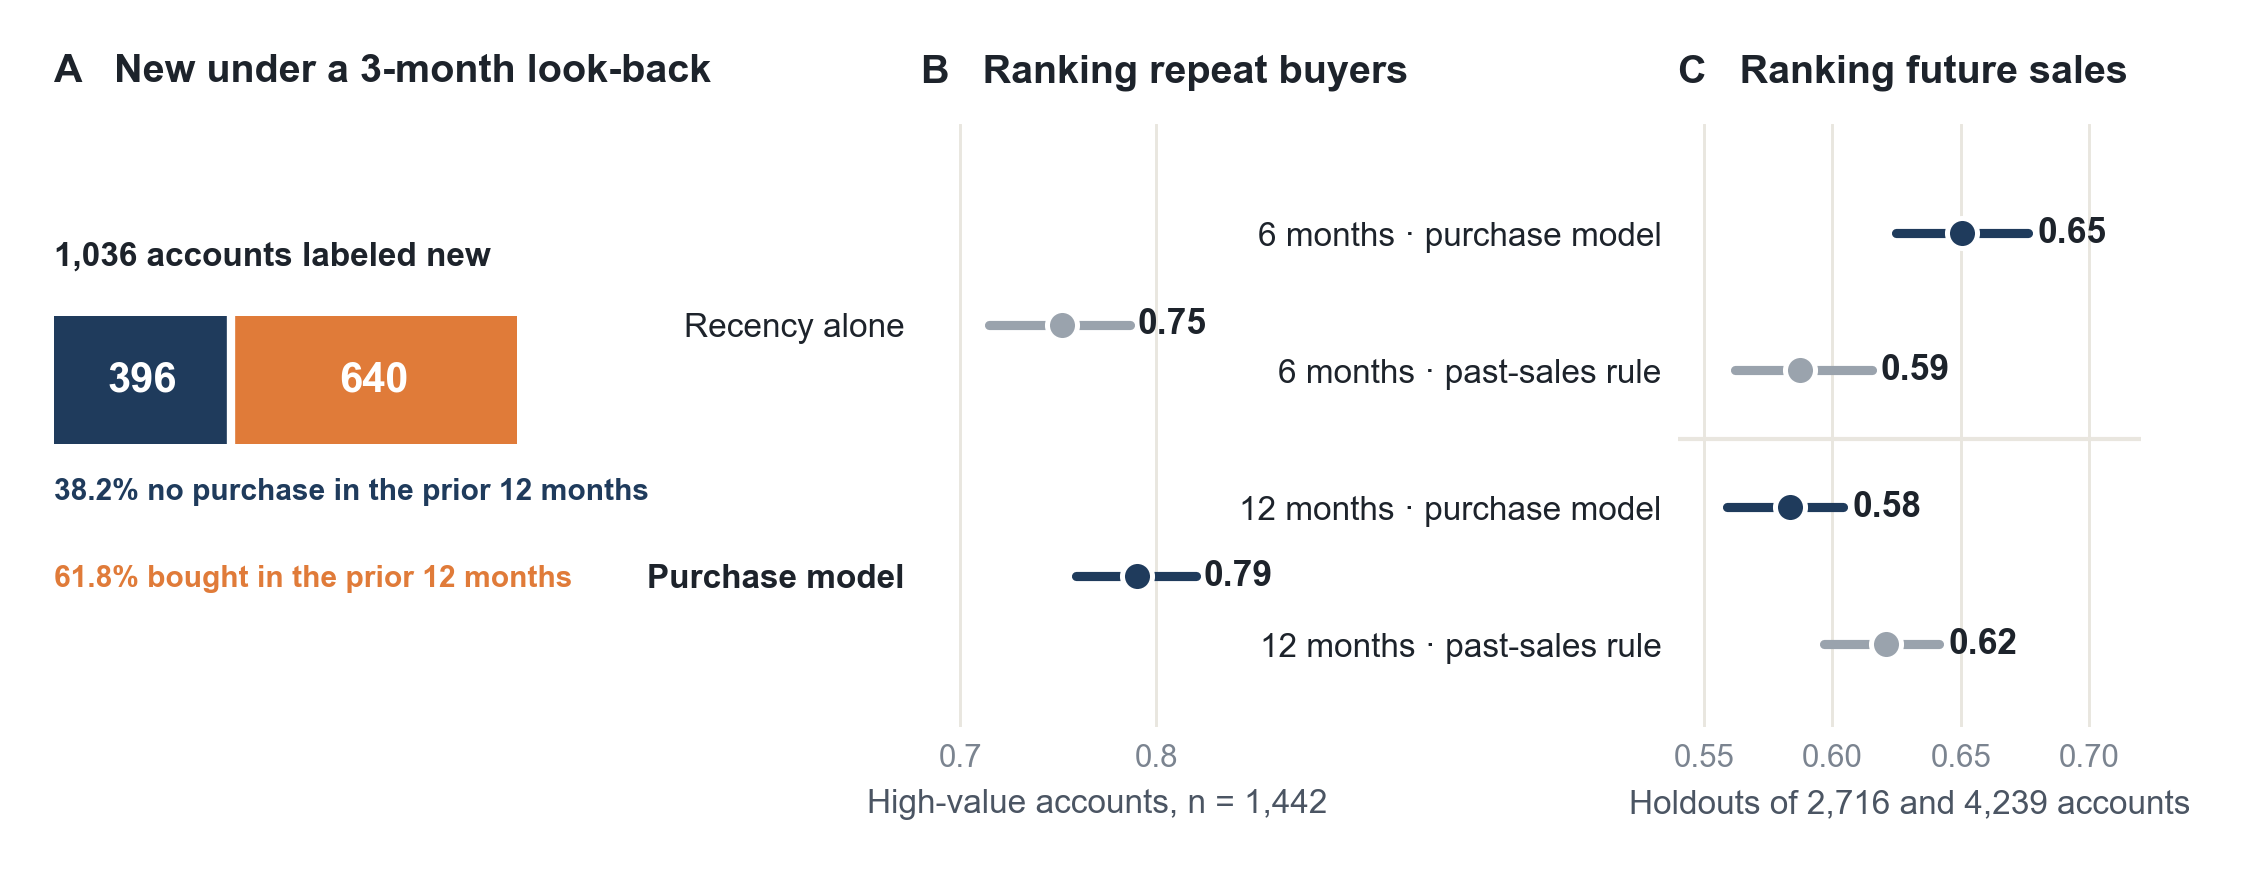 A New under a 3-month look-back
1,036 accounts labeled new
396
640
38.2% no purchase in the prior 12 months
61.8% bought in the prior 12 months
B Ranking repeat buyers
Recency alone
0.75
Purchase model
0.79
0.7
0.8
High-value accounts, n = 1,442
C Ranking future sales
6 months · purchase model
0.65
6 months · past-sales rule
0.59
12 months · purchase model
0.58
12 months · past-sales rule
0.62
0.55
0.60
0.65
0.70
Holdouts of 2,716 and 4,239 accounts